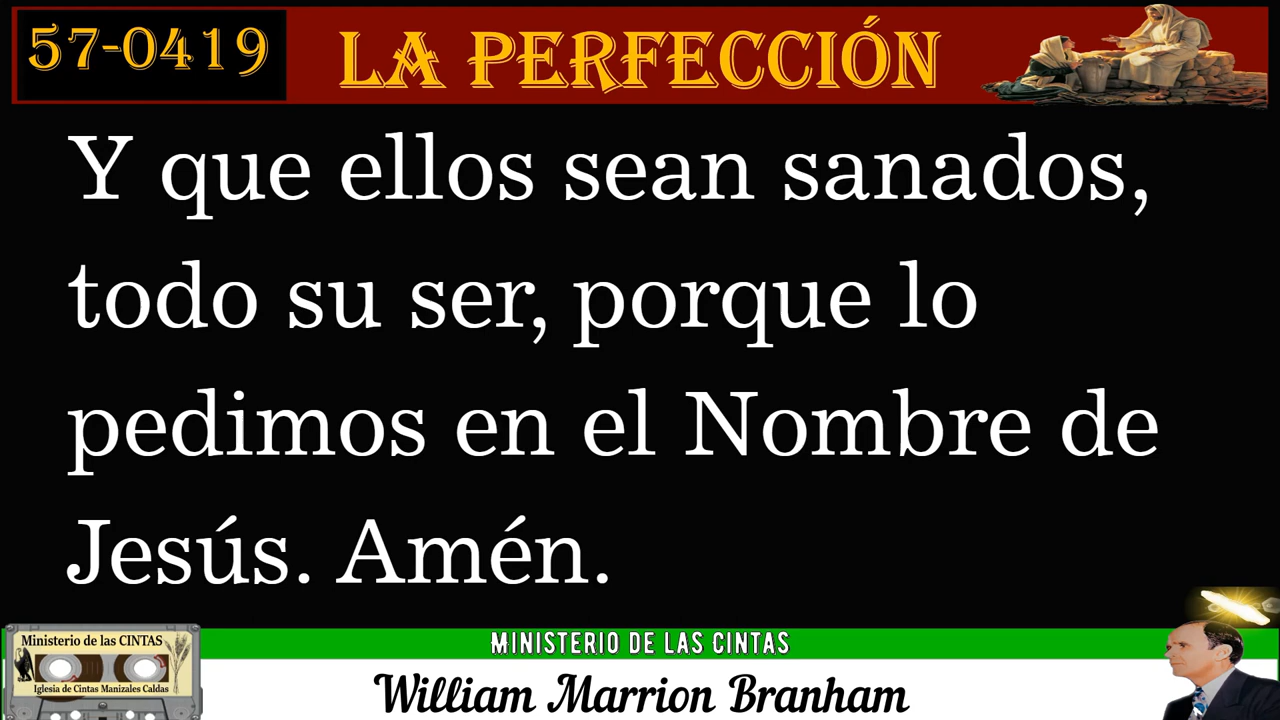 57-0419
LA PERFECCIÓN
Y que ellos sean sanados,
todo su ser, porque lo
pedimos en el Nombre de
Jesús. Amén.
Ministerio de las CINTAS
Iglesia de Cintas Manizales Caldas
MINISTERIO DE LAS CINTAS
William Marrion Branham